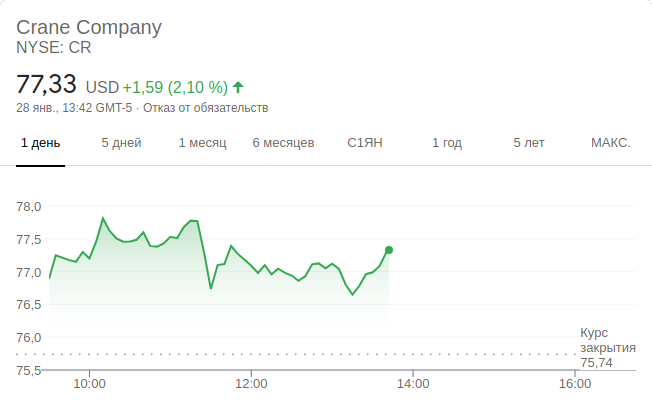 Crane Company
NYSE: CR
77,33 USD +1,59 (2,10 %)
28 янв., 13:42 GMT-5 · Отказ от обязательств
1 день 5 дней 1 месяц 6 месяцев С1ЯН 1 год 5 лет МАКС.
78,0
77,5
77,0
76,5
76,0
75,5
Курс
закрытия
75,74
10:00 12:00 14:00 16:00